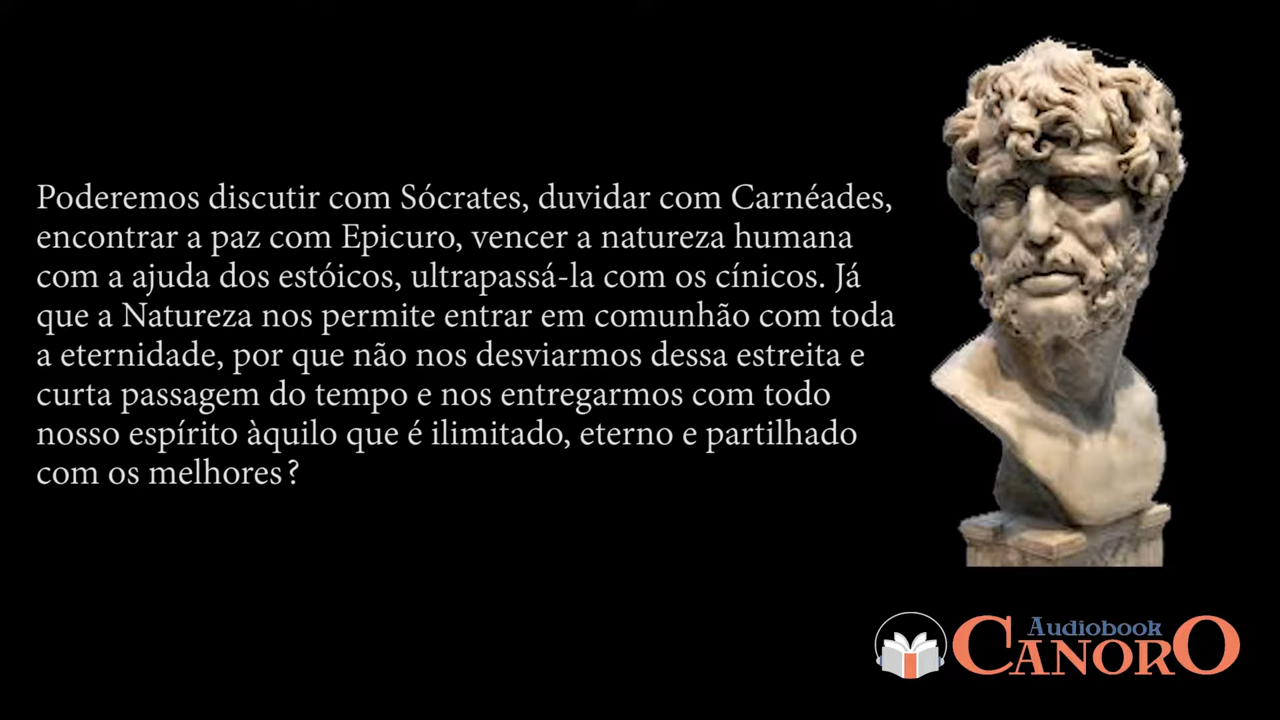 Poderemos discutir com Sócrates, duvidar com Carnéades,
encontrar a paz com Epicuro, vencer a natureza humana
com a ajuda dos estóicos, ultrapassá-la com os cínicos. Já
que a Natureza nos permite entrar em comunhão com toda
a eternidade, por que não nos desviarmos dessa estreita e
curta passagem do tempo e nos entregarmos com todo
nosso espírito àquilo que é ilimitado, eterno e partilhado
com os melhores?
Audiobook
CANORO